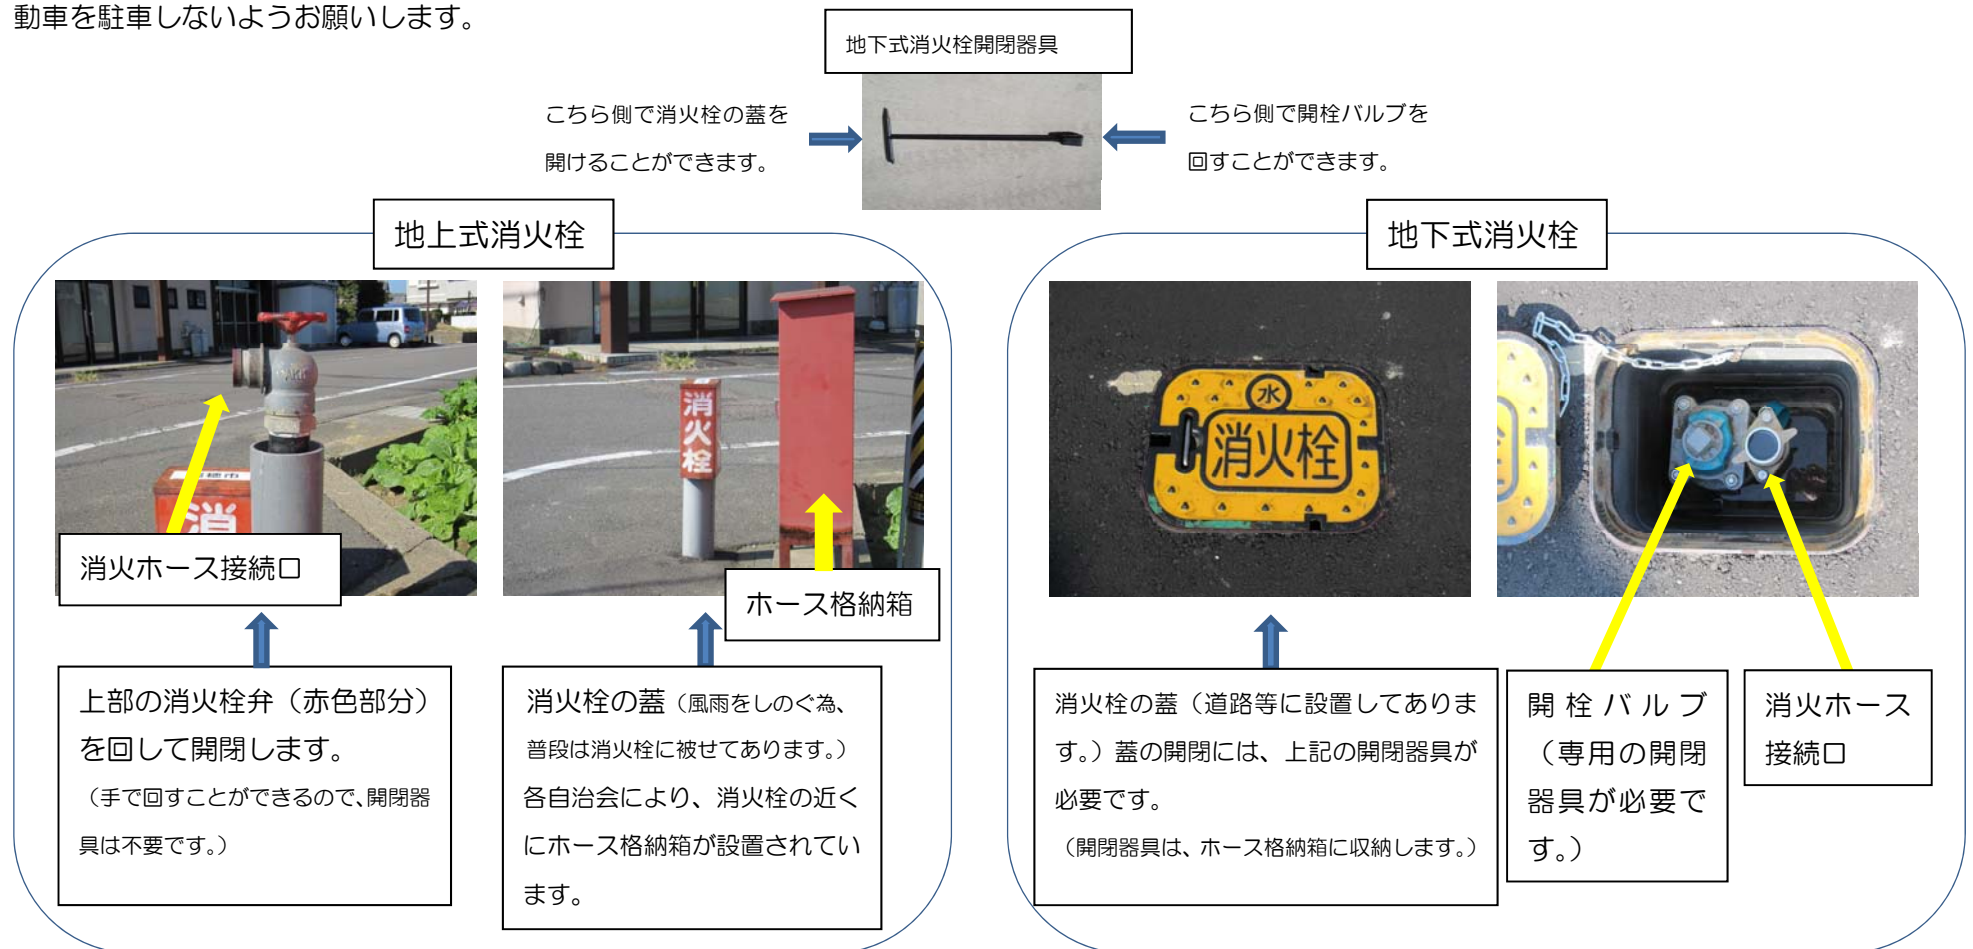 動車を駐車しないようお願いします。
地下式消火栓開閉器具
こちら側で消火栓の蓋を
開けることができます。
こちら側で開栓バルブを
回すことができます。
地上式消火栓
消
消火ホース接続口
上部の消火栓弁（赤色部分）
を回して開閉します。
（手で回すことができるので、開閉器
具は不要です。）
消火栓
ホース格納箱
消火栓の蓋（風雨をしのぐ為、
普段は消火栓に被せてあります。）
各自治会により、消火栓の近く
にホース格納箱が設置されてい
ます。
地下式消火栓
水
消火栓
消火栓の蓋（道路等に設置してありま
す。）蓋の開閉には、上記の開閉器具が
必要です。
（開閉器具は、ホース格納箱に収納します。）
開栓バルブ
（専用の開閉
器具が必要で
す。）
消火ホース
接続口